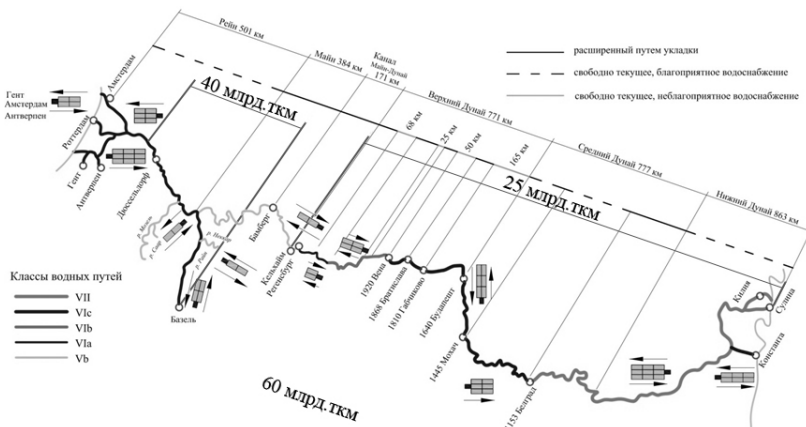 Рейн 501 км
Майн 384 км
Канал
Майн-Дунай
171 км
Верхний Дунай 771 км
Средний Дунай 777 км
Нижний Дунай 863 км
расширенный путем укладки
свободно текущее, благоприятное водоснабжение
свободно текущее, неблагоприятное водоснабжение
40 млрд.ткм
25 млрд.ткм
60 млрд.ткм
68 км
25 км
50 км
165 км
Гент
Амстердам
Антверпен
Амстердам
Роттердам
Гент
Антверпен
Дюссельдорф
р. Рейн
Базель
Бамберг
Кельхайм
Регенсбург
1920 Вена
1868 Братислава
1810 Габчиково
1640 Будапешт
1445 Мохач
153 Белград
Килия
Сулина
Константа
Классы водных путей
VII
VIc
VIb
VIa
Vb